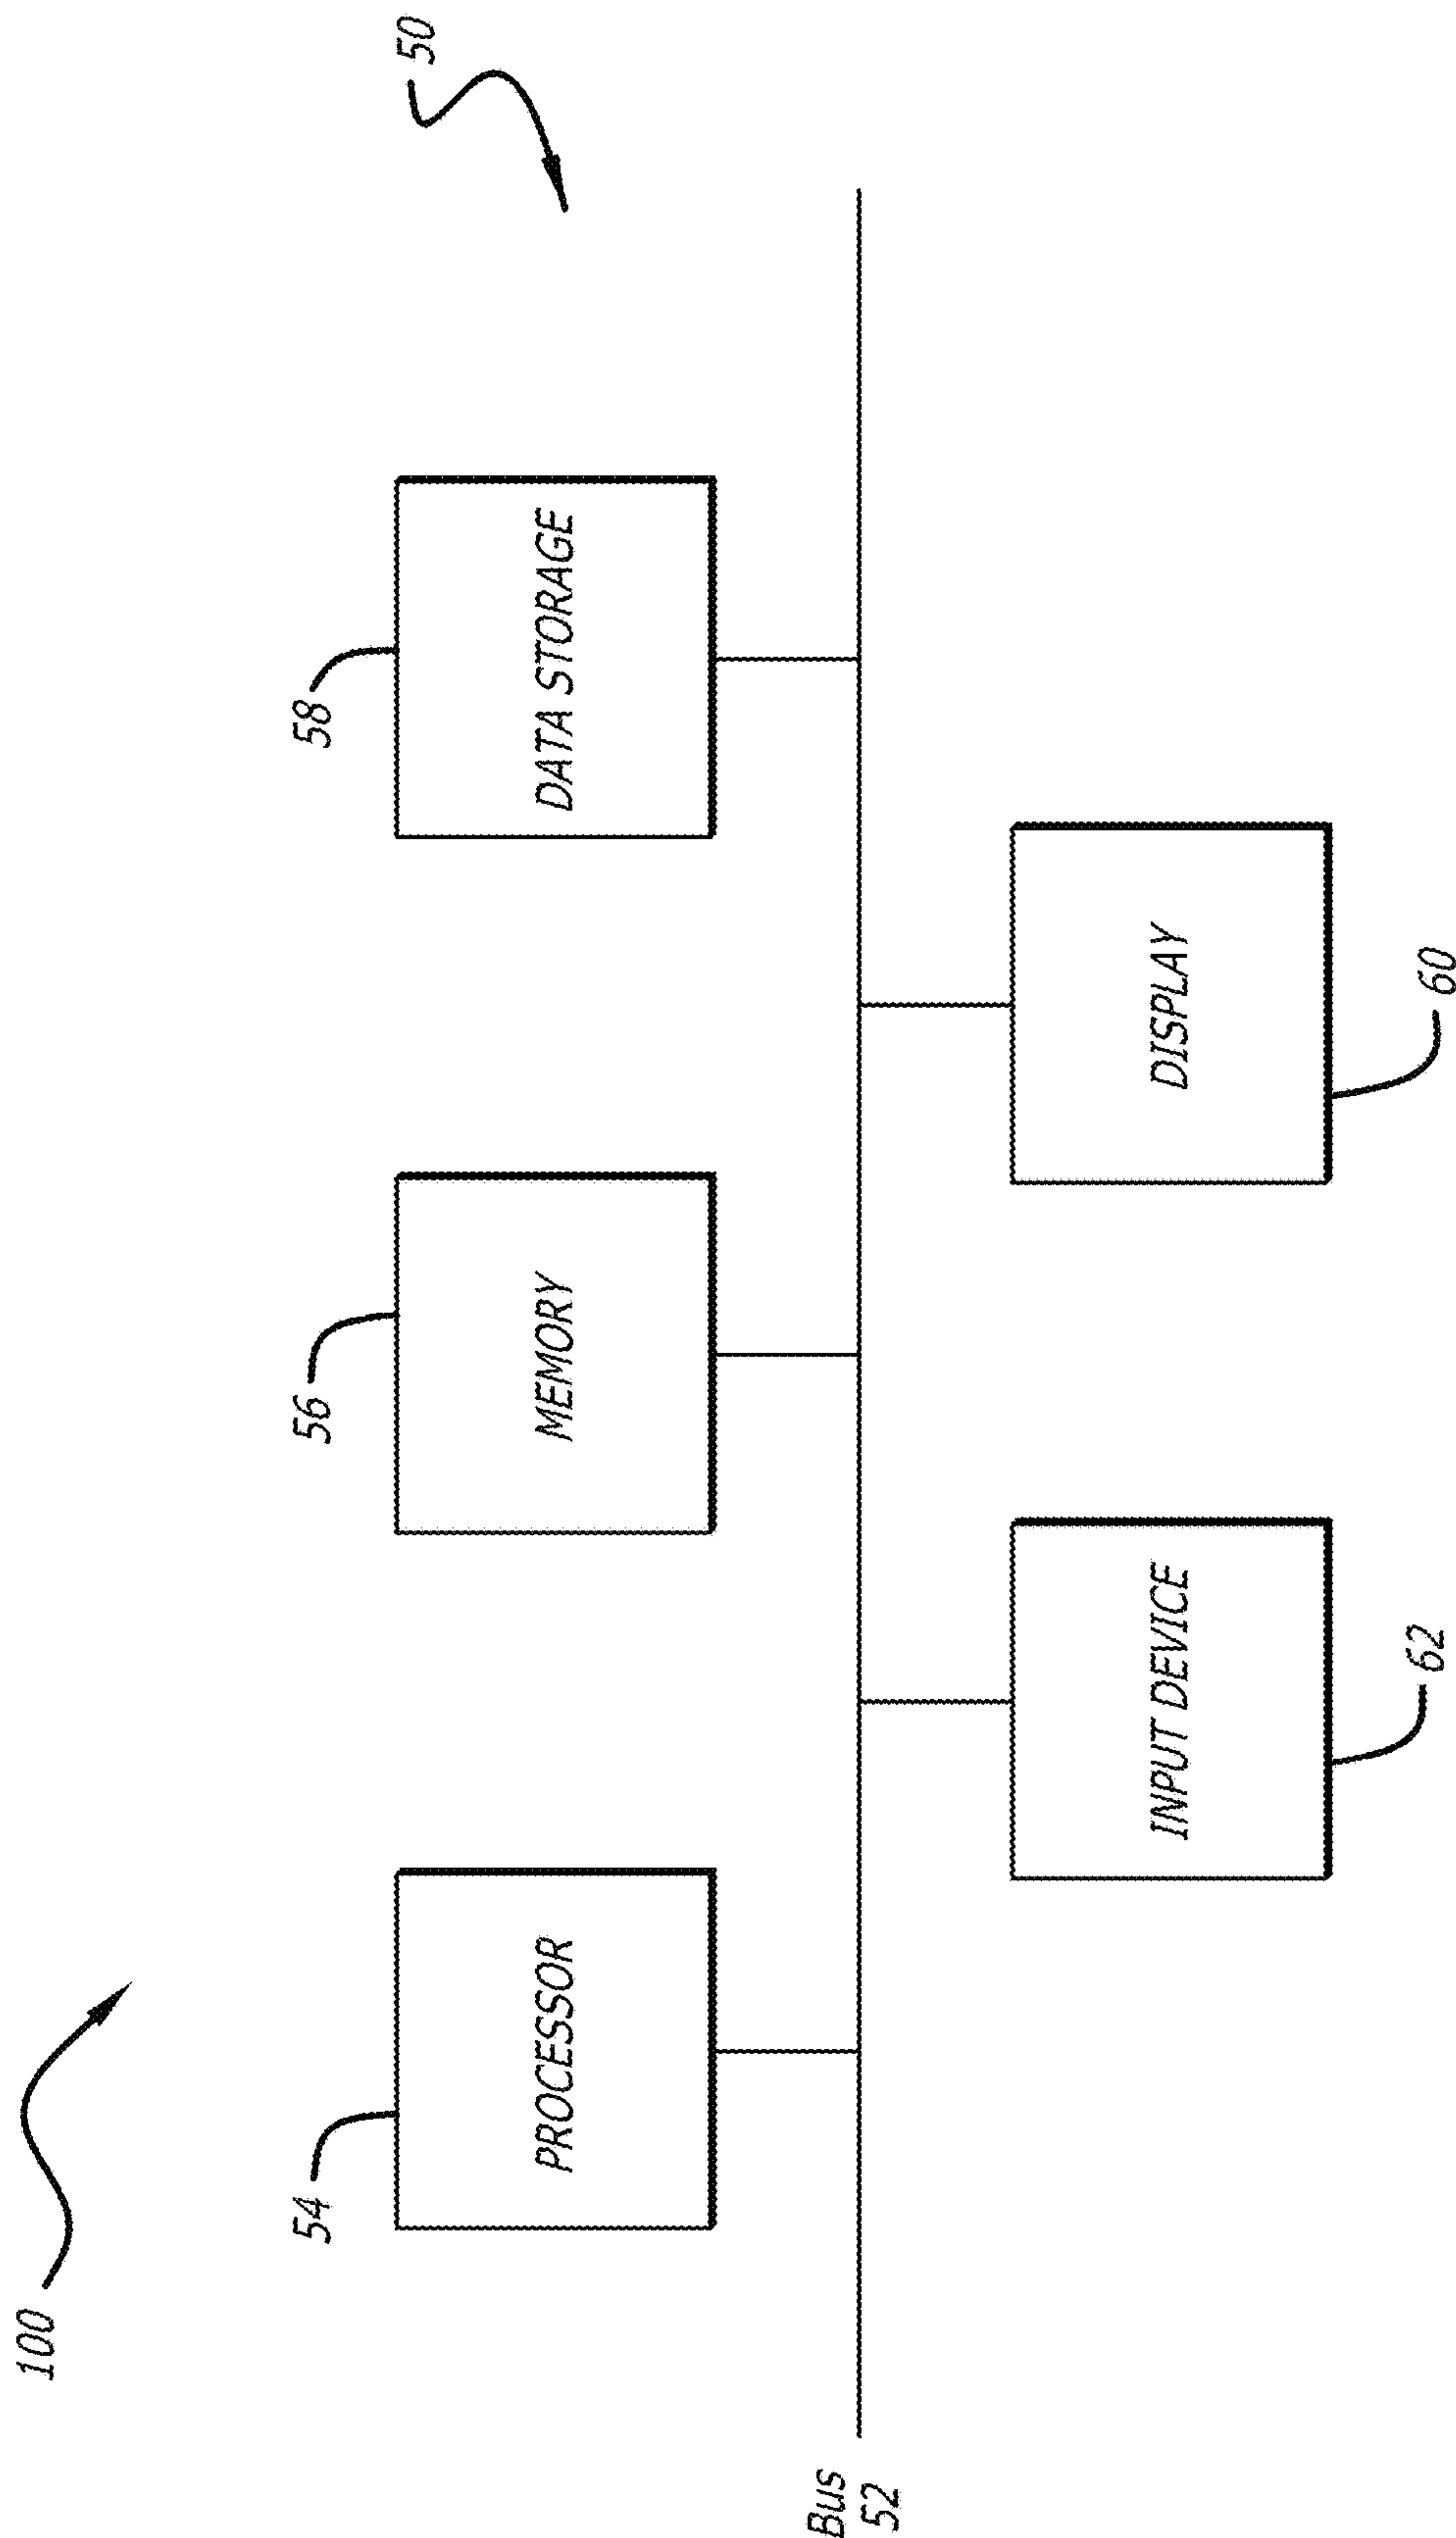 100
50
54
56
58
PROCESSOR
MEMORY
DATA STORAGE
Bus
52
INPUT DEVICE
DISPLAY
62
60